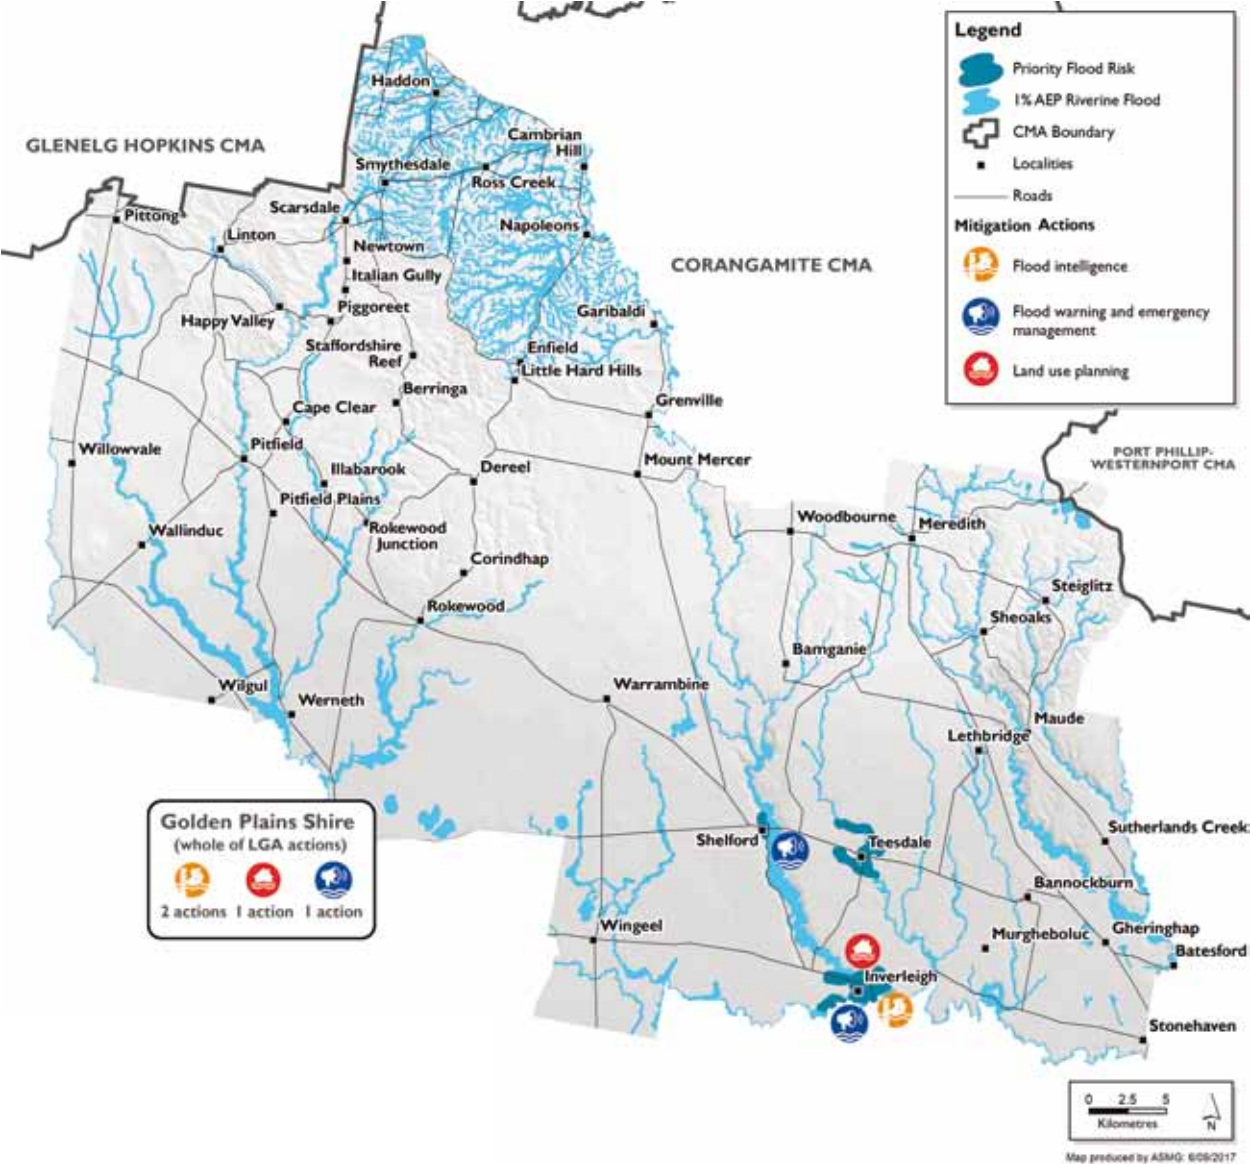 Legend
Priority Flood Risk
1% AEP Riverine Flood
CMA Boundary
Localities
Roads
Mitigation Actions
Flood intelligence
Flood warning and emergency
management
Land use planning
GLENELG HOPKINS CMA
CORANGAMITE CMA
PORT PHILLIP-
WESTERNPORT CMA
Haddon
Cambrian
Hill
Smythesdale
Ross Creek
Scarsdale
Pittong
Linton
Napoleons
Newtown
Italian Gully
Piggoreet
Happy Valley
Garibaldi
Staffordshire
Reef
Enfield
Little Hard Hills
Berringa
Grenville
Cape Clear
Willowvale
Pitfield
Mount Mercer
Illabarook
Dereel
Pitfield Plains
Wallinduc
Rokewood
Junction
Woodbourne
Meredith
Corindhap
Steiglitz
Rokewood
Sheoaks
Bamganie
Wilgul
Werneth
Warrambine
Maude
Lethbridge
Golden Plains Shire
(whole of LGA actions)
2 actions 1 action 1 action
Shelford
Teesdale
Sutherlands Creek
Bannockburn
Wingeel
Murgheboluc
Gheringhap
Batesford
Inverleigh
Stonehaven
0 2.5 5
Kilometres
N
Map produced by ASMG: 6/09/2017